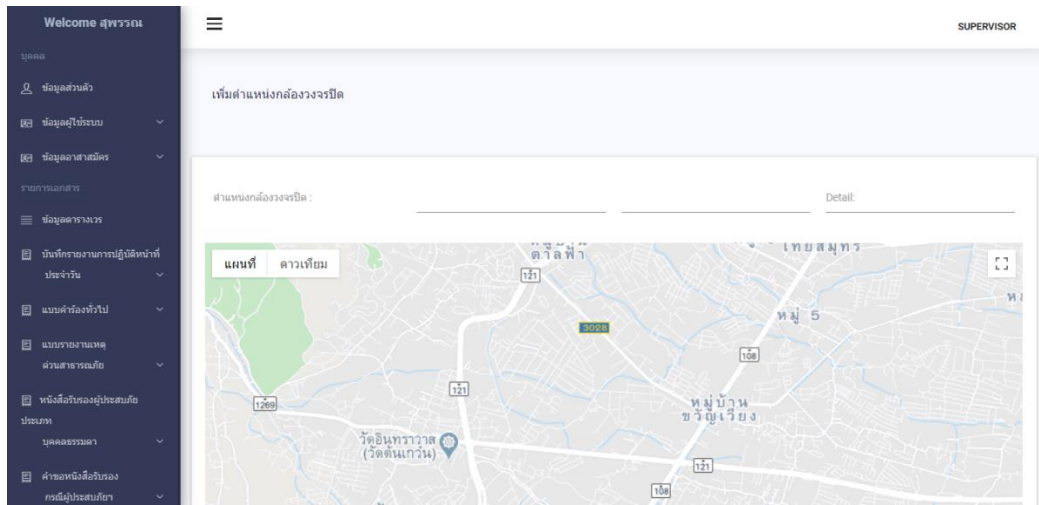 Welcome สุพรรณ
SUPERVISOR
บุคคล
ข้อมูลส่วนตัว
ข้อมูลผู้ใช้ระบบ
ข้อมูลอาสาสมัคร
รายการเอกสาร
ข้อมูลตารางเวร
บันทึกรายงานการปฏิบัติหน้าที่
ประจำวัน
แบบคำร้องทั่วไป
แบบรายงานเหตุ
ด่วนสาธารณภัย
หนังสือรับรองผู้ประสบภัย
ประเภท
บุคคลธรรมดา
คำขอหนังสือรับรอง
กรณีผู้ประสบภัยฯ
เพิ่มตำแหน่งกล้องวงจรปิด
ตำแหน่งกล้องวงจรปิด :
Detail:
แผนที่
ดาวเทียม
ตาลฟ้า
121
3028
หมู่ 5
108
121
1269
หมู่บ้าน
ขวัญเวียง
วัดอินทราวาส
(วัดต้นเกว๋น)
121
108